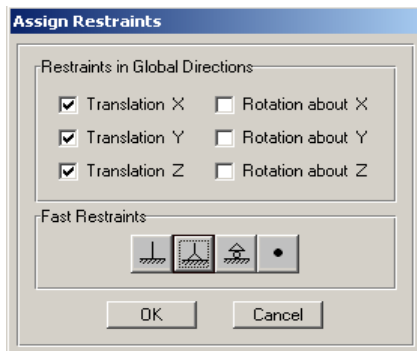 Assign Restraints
Restraints in Global Directions
Translation X Rotation about X
Translation Y Rotation about Y
Translation Z Rotation about Z
Fast Restraints
OK Cancel